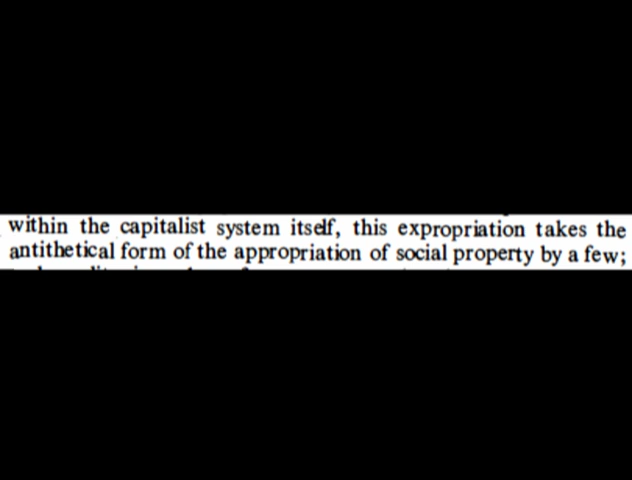 within the capitalist system itself, this expropriation takes the
antithetical form of the appropriation of social property by a few;